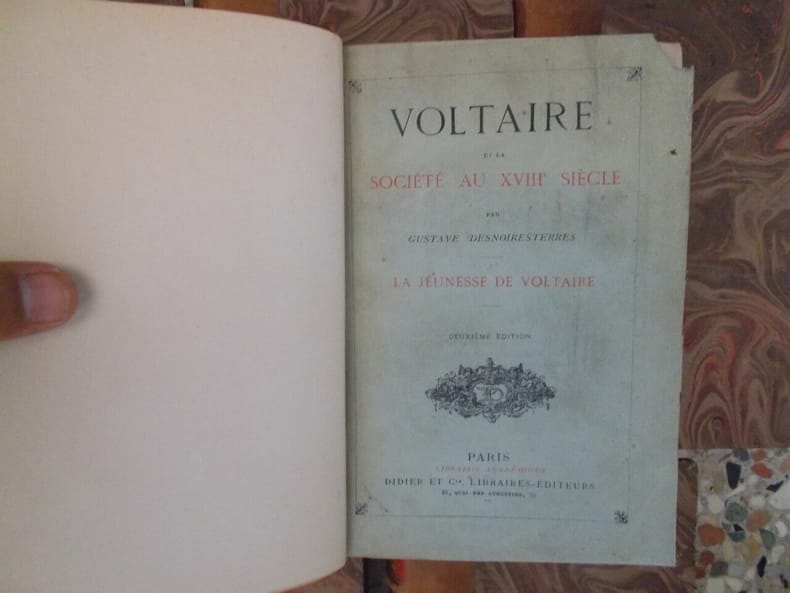 VOLTAIRE
ET LA
SOCIÉTÉ AU XVIIIᵉ SIÈCLE
PAR
GUSTAVE DESNOIRESTERRES
LA JEUNESSE DE VOLTAIRE
DEUXIÈME ÉDITION
PARIS
LIBRAIRIE ACADÉMIQUE
DIDIER ET Cⁱᵉ, LIBRAIRES-ÉDITEURS
35, QUAI DES AUGUSTINS, 35